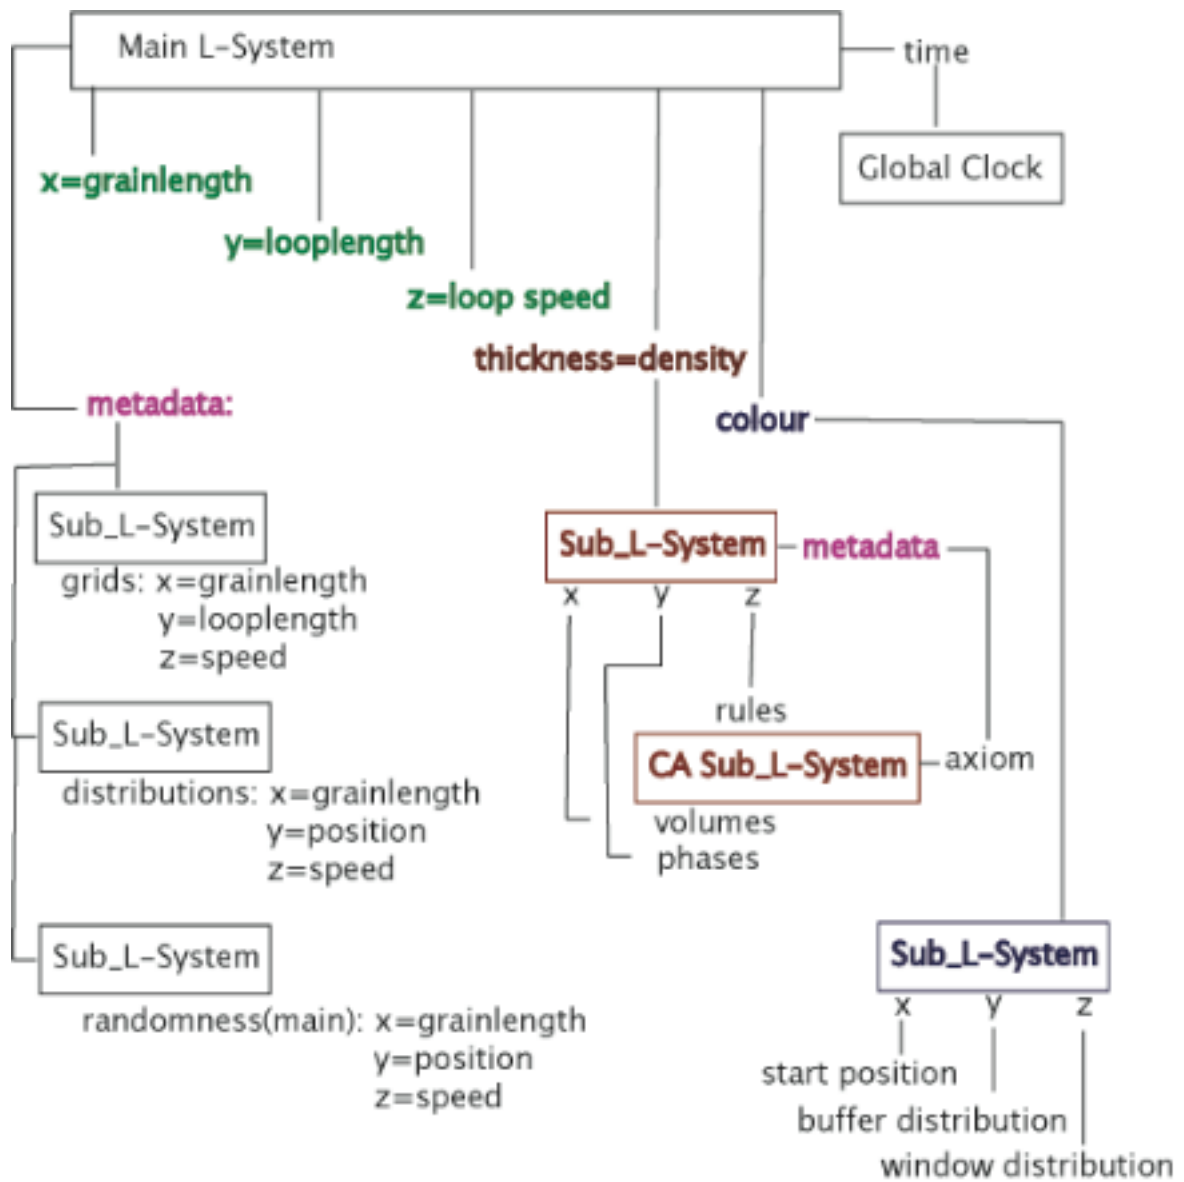 Main L-System
time
Global Clock
x=grainlength
y=looplength
z=loop speed
thickness=density
metadata:
colour
Sub_L-System
grids: x=grainlength
y=looplength
z=speed
Sub_L-System
distributions: x=grainlength
y=position
z=speed
Sub_L-System
randomness(main): x=grainlength
y=position
z=speed
Sub_L-System
metadata
x y z
rules
CA Sub_L-System
axiom
volumes
phases
Sub_L-System
x y z
start position
buffer distribution
window distribution